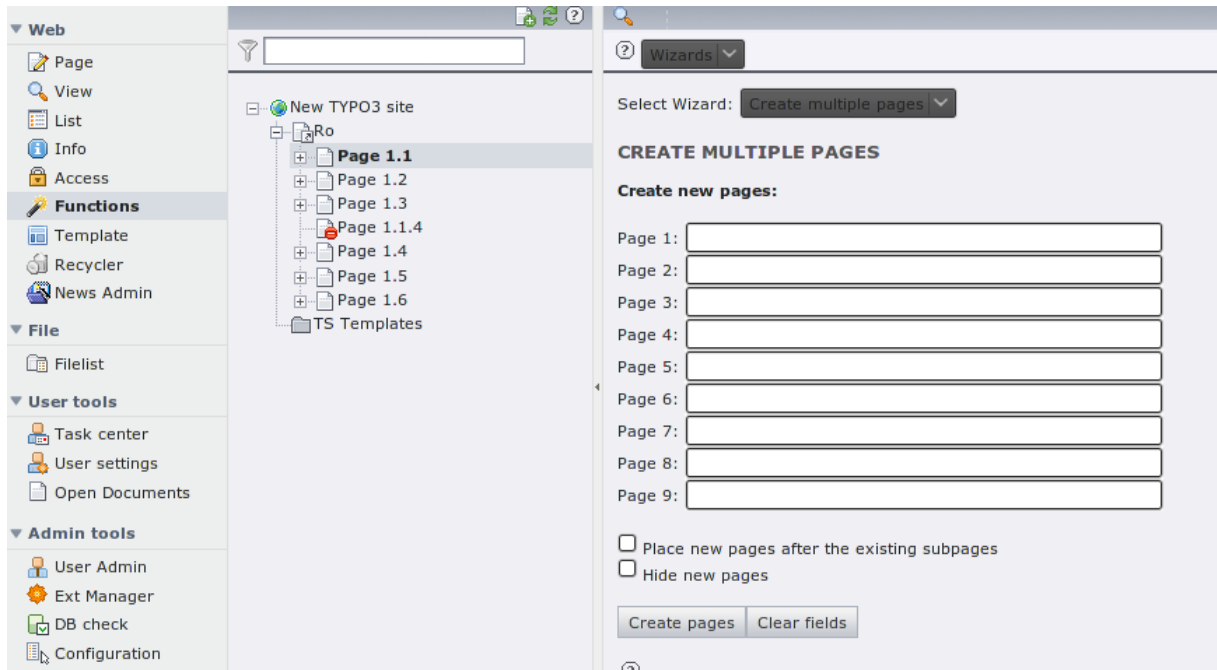 Web
Page
View
List
Info
Access
Functions
Template
Recycler
News Admin
File
Filelist
User tools
Task center
User settings
Open Documents
Admin tools
User Admin
Ext Manager
DB check
Configuration
New TYPO3 site
Ro
Page 1.1
Page 1.2
Page 1.3
Page 1.1.4
Page 1.4
Page 1.5
Page 1.6
TS Templates
Wizards
Select Wizard: Create multiple pages
CREATE MULTIPLE PAGES
Create new pages:
Page 1:
Page 2:
Page 3:
Page 4:
Page 5:
Page 6:
Page 7:
Page 8:
Page 9:
Place new pages after the existing subpages
Hide new pages
Create pages Clear fields